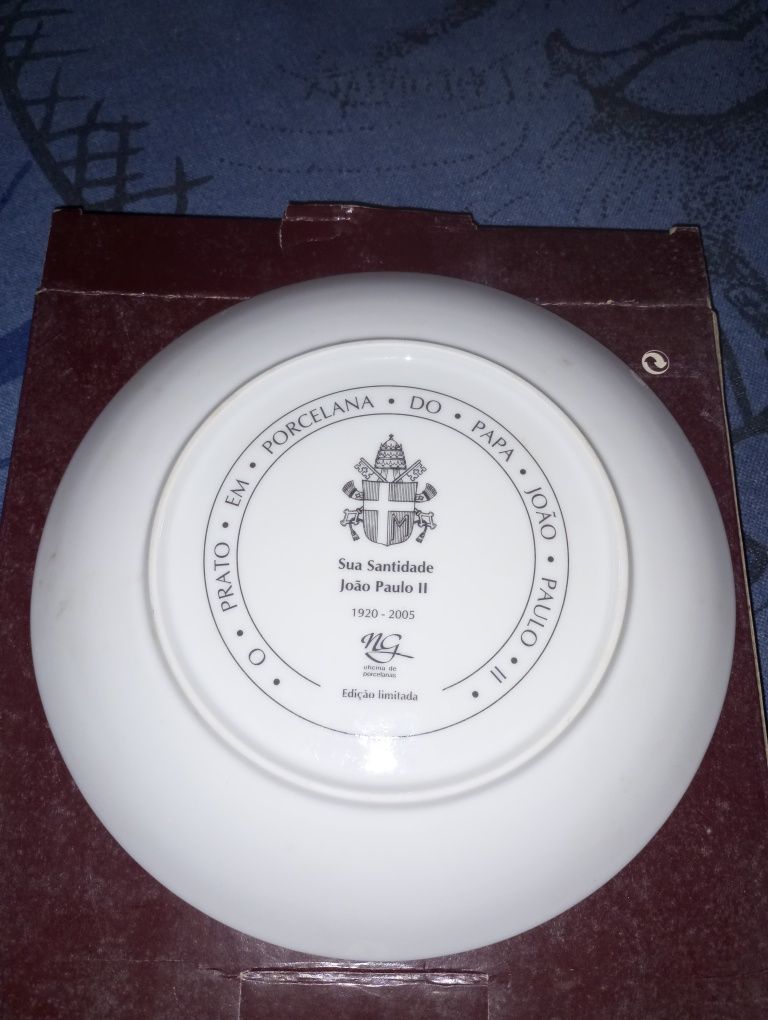 O • PRATO • EM • PORCELANA • DO • PAPA • JOÃO • PAULO II •
M
Sua Santidade
João Paulo II
1920 - 2005
NG
oficina de
porcelanas
Edição limitada